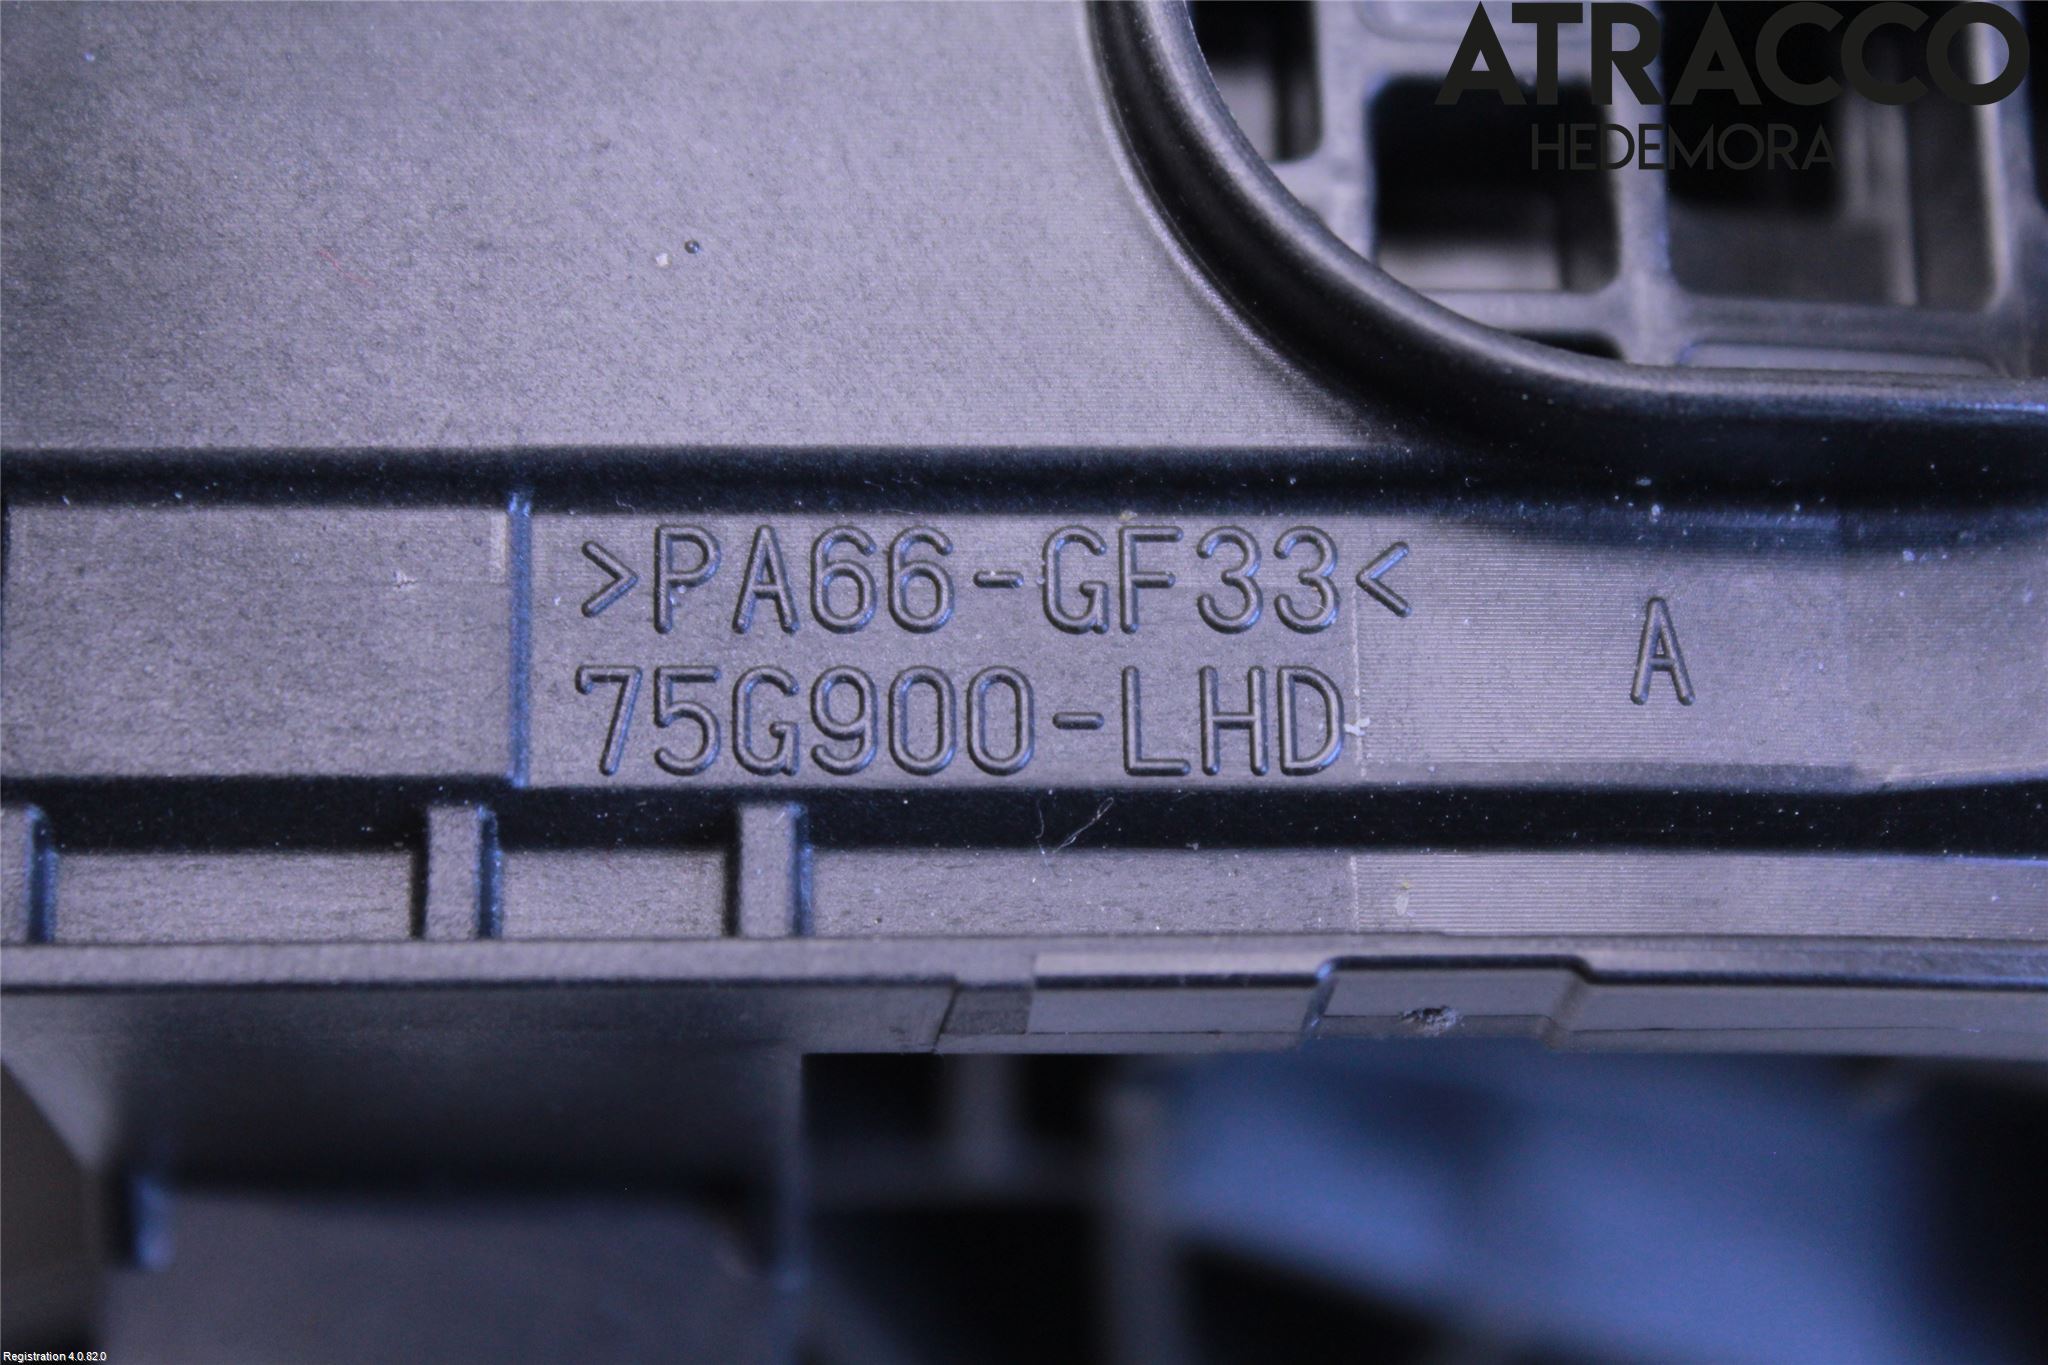 ATRACCO
HEDEMORA
>PA66-GF33<
75G900-LHD
A
Registration 4.0.82.0